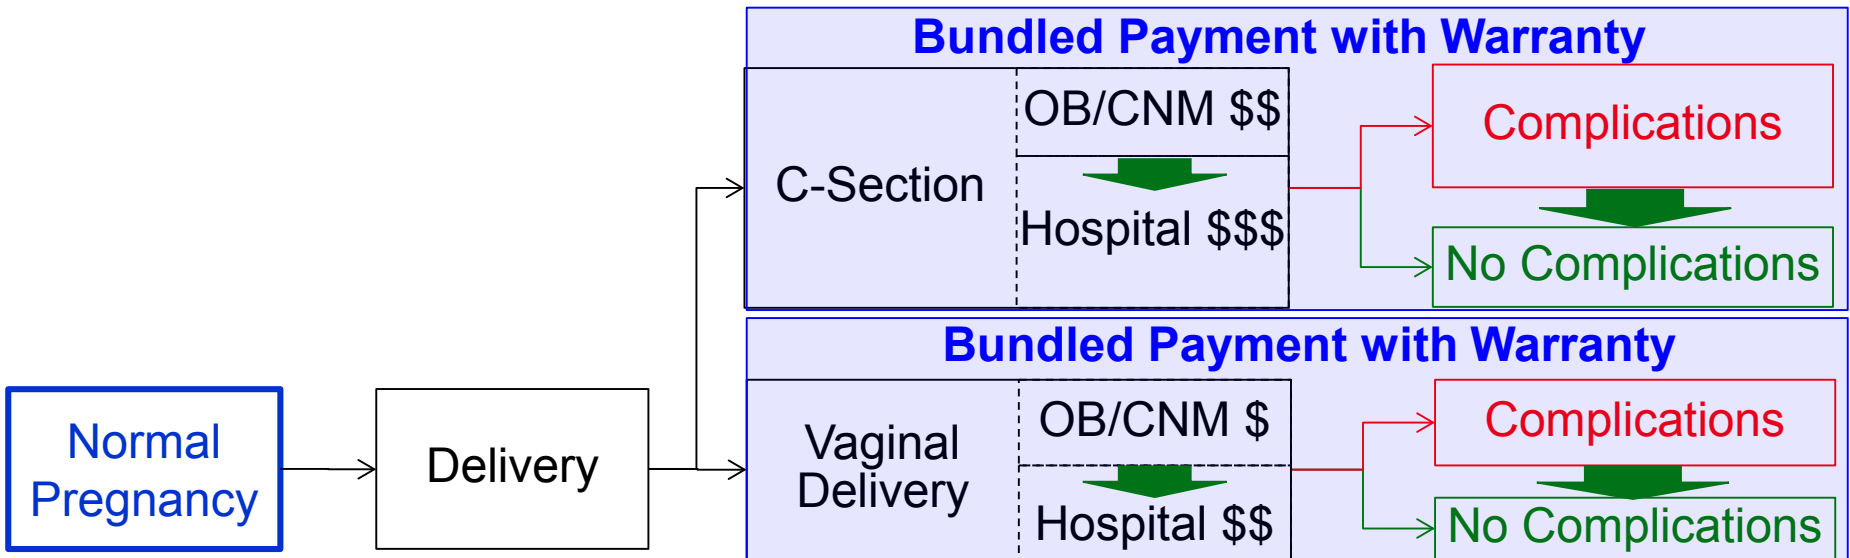 Bundled Payment with Warranty
C-Section
OB/CNM $$
Hospital $$$
Complications
No Complications
Bundled Payment with Warranty
Normal
Pregnancy
Delivery
Vaginal
Delivery
OB/CNM $
Hospital $$
Complications
No Complications